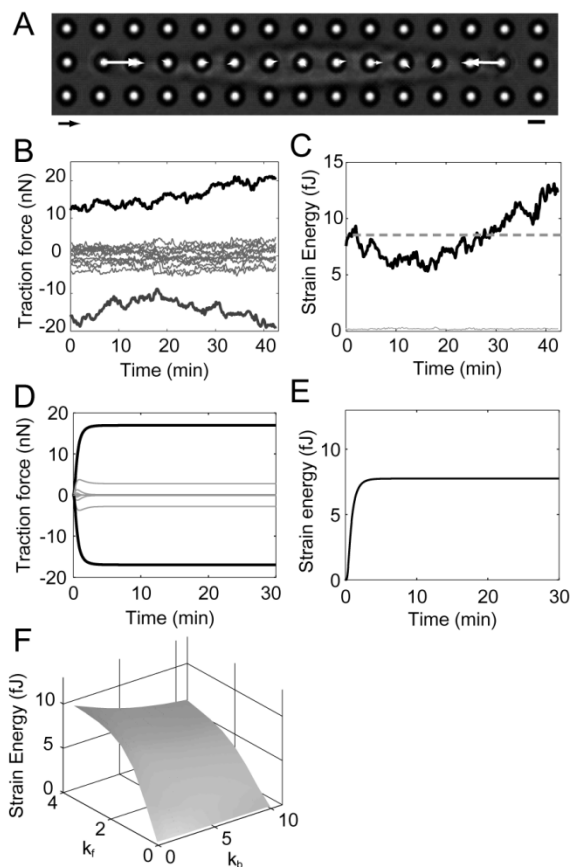 A
B
Traction force (nN)
20
10
0
-10
-20
0 10 20 30 40
Time (min)
C
Strain Energy (fJ)
15
10
5
0
0 10 20 30 40
Time (min)
D
Traction force (nN)
20
10
0
-10
-20
0 10 20 30
Time (min)
E
Strain energy (fJ)
10
5
0
0 10 20 30
Time (min)
F
Strain Energy (fJ)
10
5
0
4
2
0
k_f
0
5
10
k_b